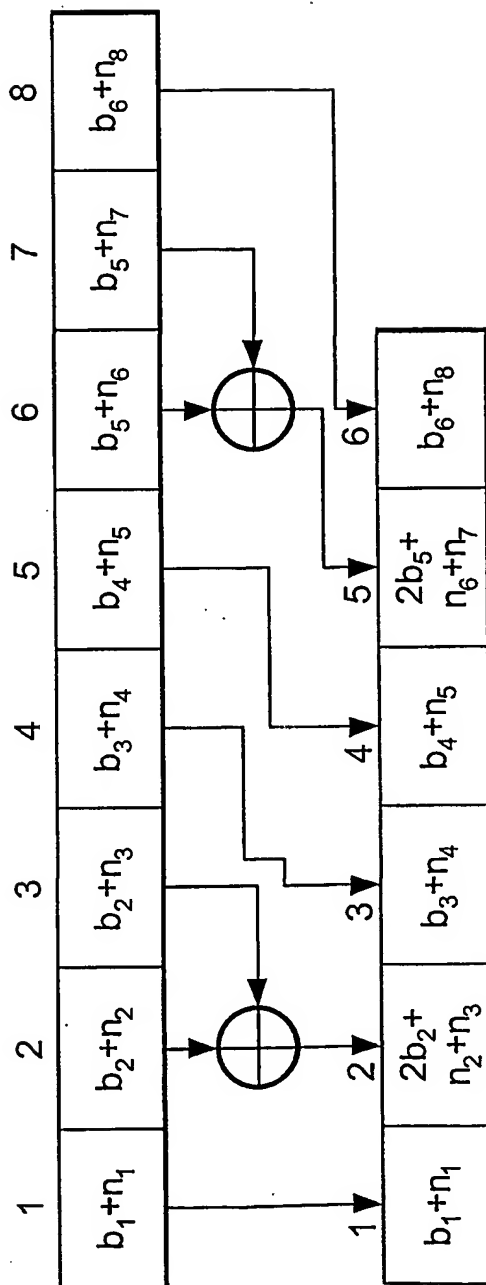 1 2 3 4 5 6 7 8
b₁+n₁ b₂+n₂ b₂+n₃ b₃+n₄ b₄+n₅ b₅+n₆ b₅+n₇ b₆+n₈
1 2 3 4 5 6
b₁+n₁ 2b₂+ b₃+n₄ b₄+n₅ 2b₅+ b₆+n₈
n₂+n₃ n₆+n₇